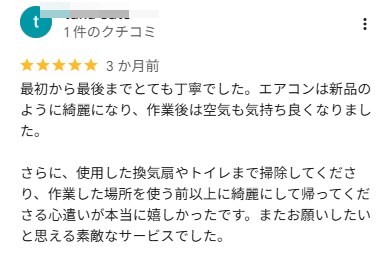 t
1件のクチコミ
3 か月前
最初から最後までとても丁寧でした。エアコンは新品の
ように綺麗になり、作業後は空気も気持ち良くなりまし
た。
さらに、使用した換気扇やトイレまで掃除してくださ
り、作業した場所を使う前以上に綺麗にして帰ってくだ
さる心遣いが本当に嬉しかったです。またお願いしたい
と思える素敵なサービスでした。